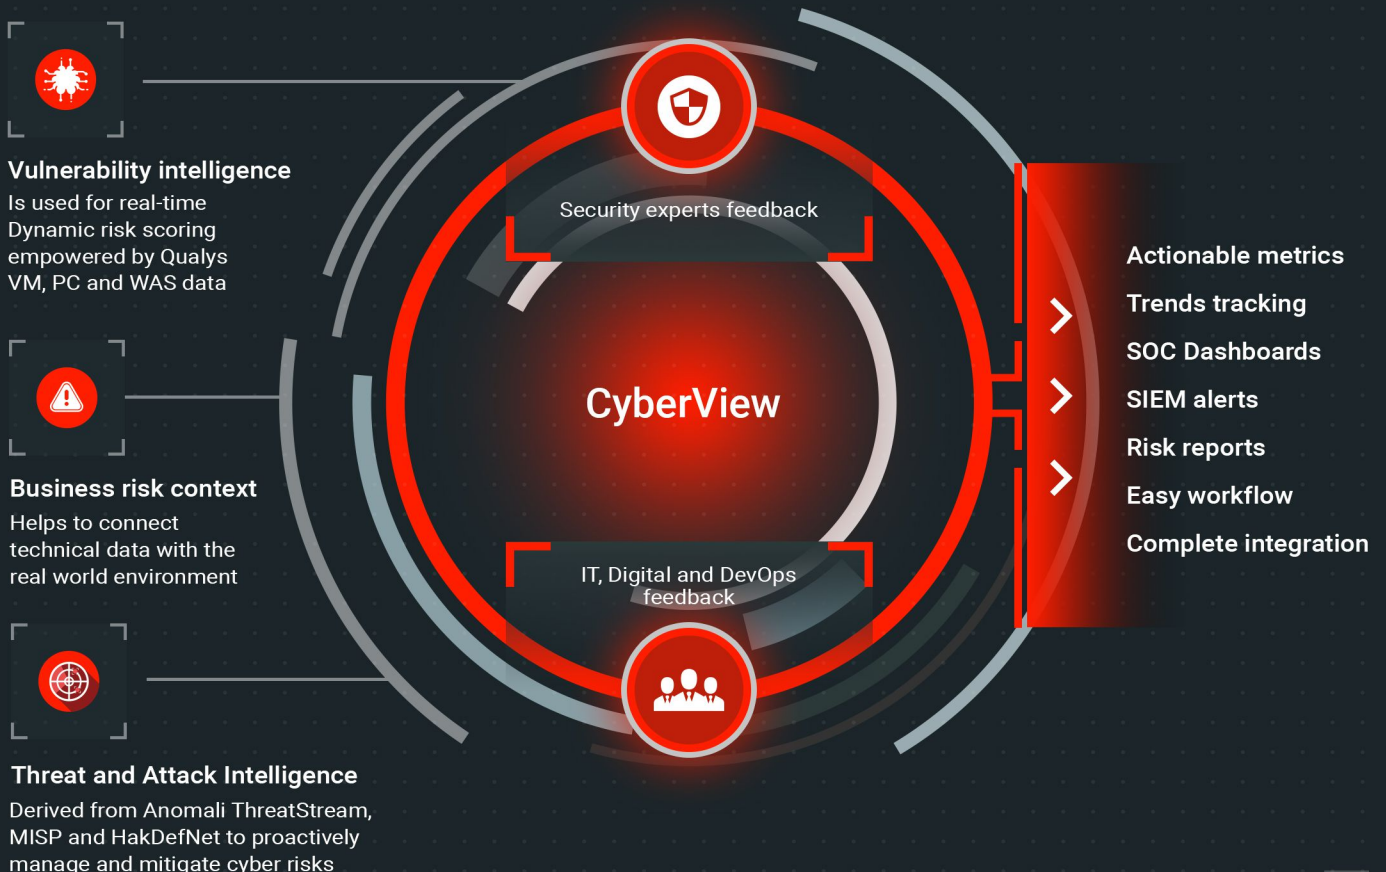 Vulnerability intelligence
Is used for real-time
Dynamic risk scoring
empowered by Qualys
VM, PC and WAS data
Business risk context
Helps to connect
technical data with the
real world environment
Threat and Attack Intelligence
Derived from Anomali ThreatStream,
MISP and HakDefNet to proactively
manage and mitigate cyber risks
Security experts feedback
CyberView
IT, Digital and DevOps
feedback
Actionable metrics
Trends tracking
SOC Dashboards
SIEM alerts
Risk reports
Easy workflow
Complete integration